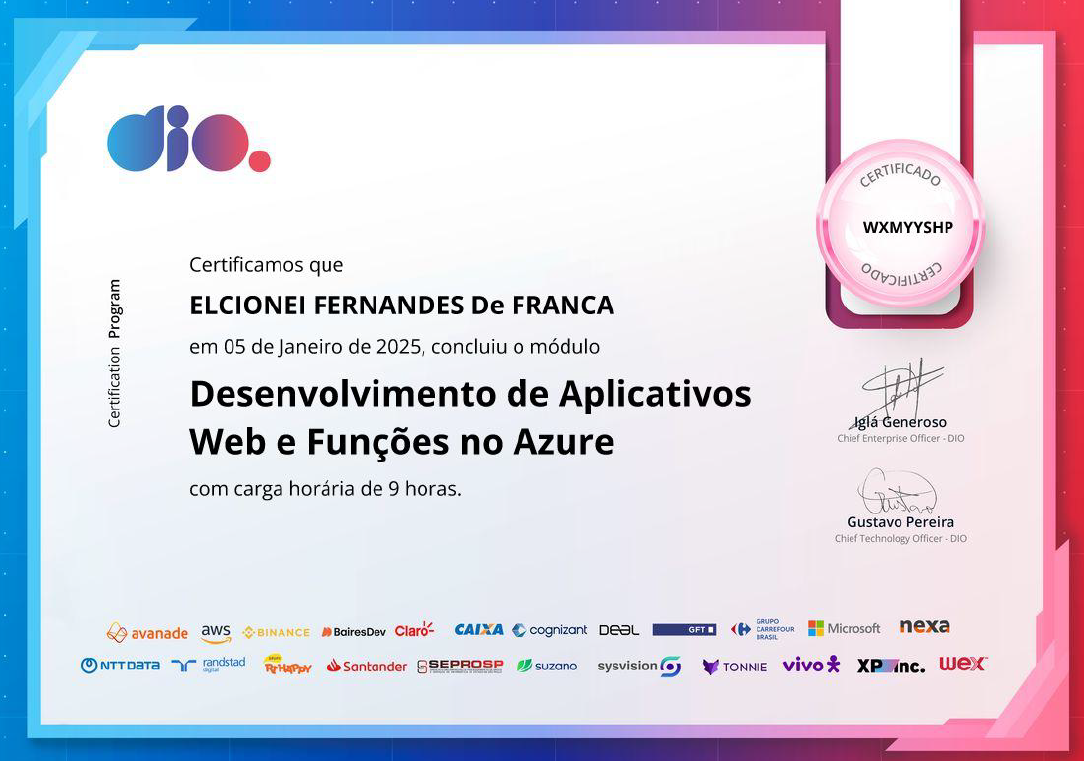 dio.
CERTIFICADO
WXMYYSHP
CERTIFICADO
Certification Program
Certificamos que
ELCIONEI FERNANDES De FRANCA
em 05 de Janeiro de 2025, concluiu o módulo
Desenvolvimento de Aplicativos
Web e Funções no Azure
com carga horária de 9 horas.
Iglá Generoso
Chief Enterprise Officer - DIO
Gustavo Pereira
Chief Technology Officer - DIO
avanade aws BINANCE BairesDev Claro CAIXA cognizant DEAL GFT GRUPO CARREFOUR BRASIL Microsoft nexa
NTT DATA randstad digital GRUPO RiHAPPY Santander SEPROSP suzano sysvision TONNIE vivo XP inc. wex